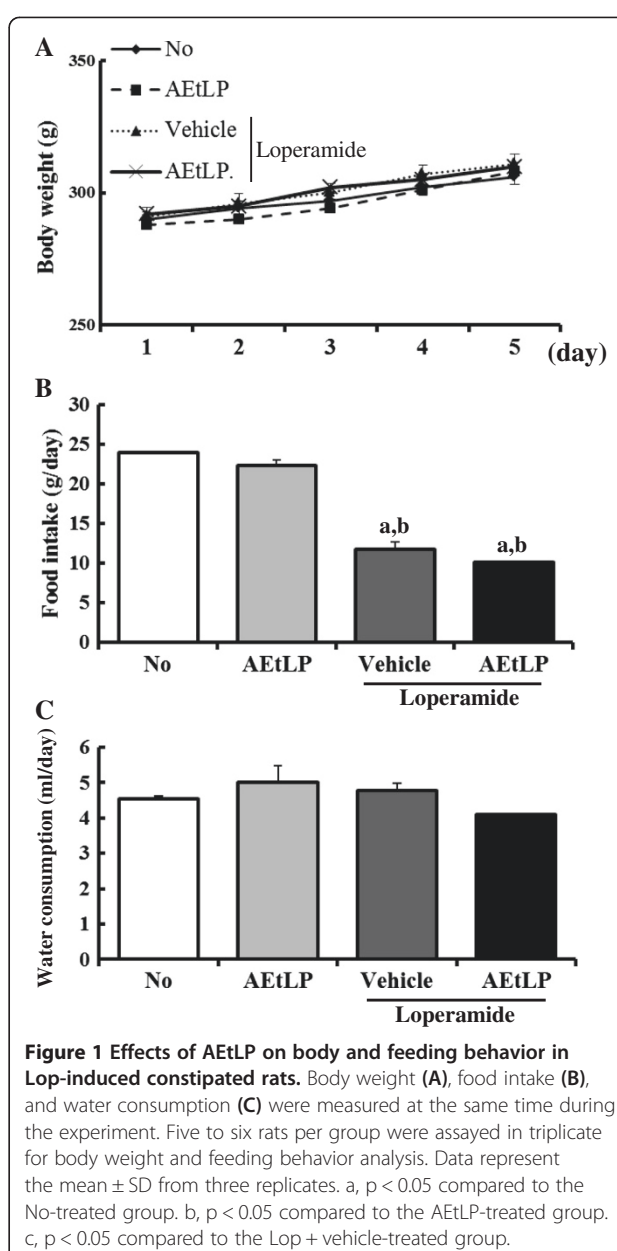 A
No
AEtLP
Vehicle
AEtLP.
Loperamide
Body weight (g)
350
300
250
1 2 3 4 5 (day)
B
Food intake (g/day)
30
25
20
15
10
5
0
a,b
a,b
No AEtLP Vehicle AEtLP
Loperamide
C
Water consumption (ml/day)
6
5
4
3
2
1
0
No AEtLP Vehicle AEtLP
Loperamide
Figure 1 Effects of AEtLP on body and feeding behavior in
Lop-induced constipated rats. Body weight (A), food intake (B),
and water consumption (C) were measured at the same time during
the experiment. Five to six rats per group were assayed in triplicate
for body weight and feeding behavior analysis. Data represent
the mean ± SD from three replicates. a, p < 0.05 compared to the
No-treated group. b, p < 0.05 compared to the AEtLP-treated group.
c, p < 0.05 compared to the Lop + vehicle-treated group.